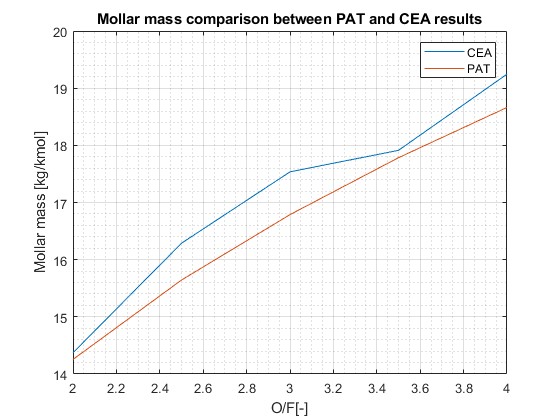 Mollar mass comparison between PAT and CEA results
20
19
18
17
16
15
14
Mollar mass [kg/kmol]
CEA
PAT
2 2.2 2.4 2.6 2.8 3 3.2 3.4 3.6 3.8 4
O/F[-]